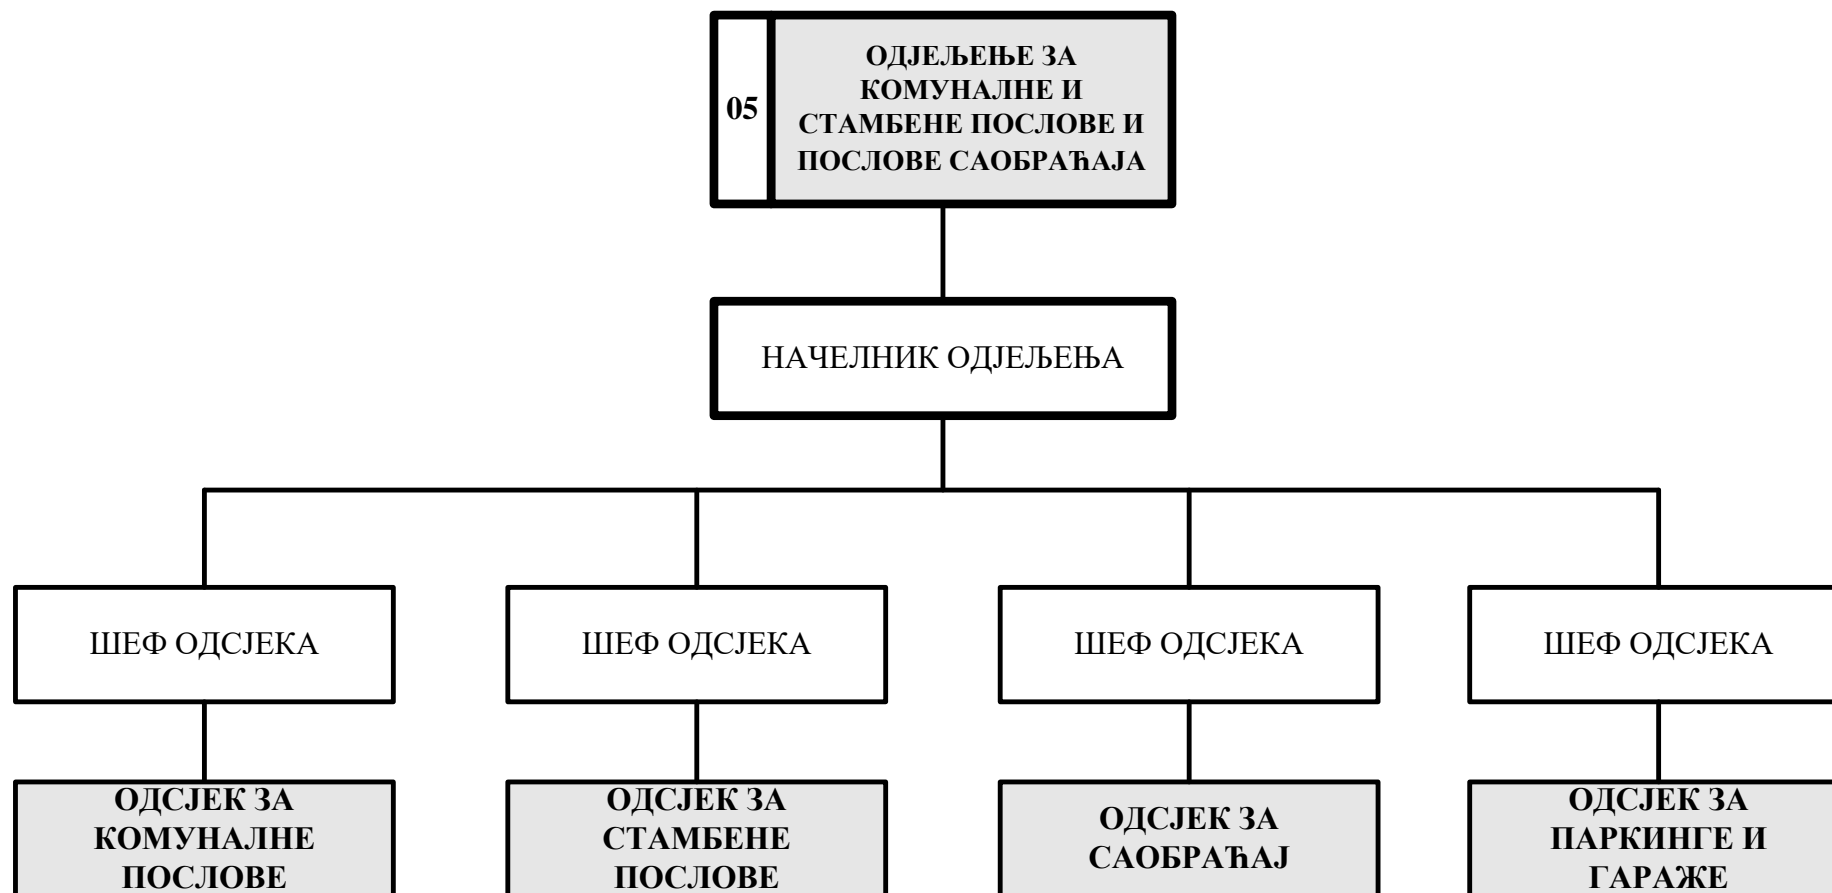 05
ОДЈЕЉЕЊЕ ЗА
КОМУНАЛНЕ И
СТАМБЕНЕ ПОСЛОВЕ И
ПОСЛОВЕ САОБРАЋАЈА
НАЧЕЛНИК ОДЈЕЉЕЊА
ШЕФ ОДСЈЕКА
ШЕФ ОДСЈЕКА
ШЕФ ОДСЈЕКА
ШЕФ ОДСЈЕКА
ОДСЈЕК ЗА
КОМУНАЛНЕ
ПОСЛОВЕ
ОДСЈЕК ЗА
СТАМБЕНЕ
ПОСЛОВЕ
ОДСЈЕК ЗА
САОБРАЋАЈ
ОДСЈЕК ЗА
ПАРКИНГЕ И
ГАРАЖЕ